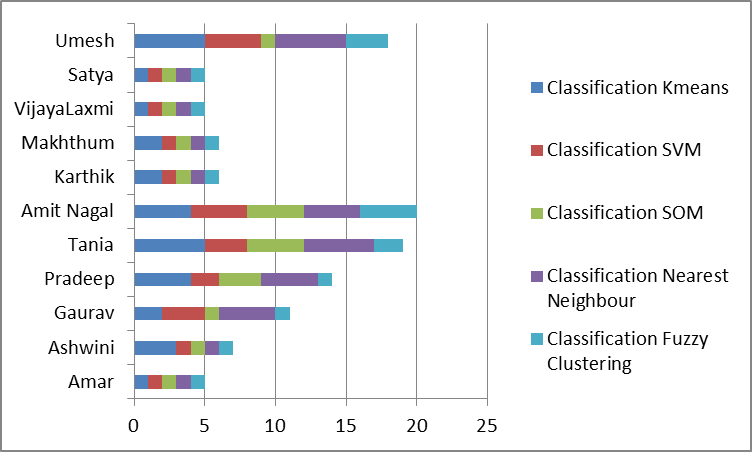 Umesh
Satya
VijayaLaxmi
Makhthum
Karthik
Amit Nagal
Tania
Pradeep
Gaurav
Ashwini
Amar
0 5 10 15 20 25
Classification Kmeans
Classification SVM
Classification SOM
Classification Nearest
Neighbour
Classification Fuzzy
Clustering